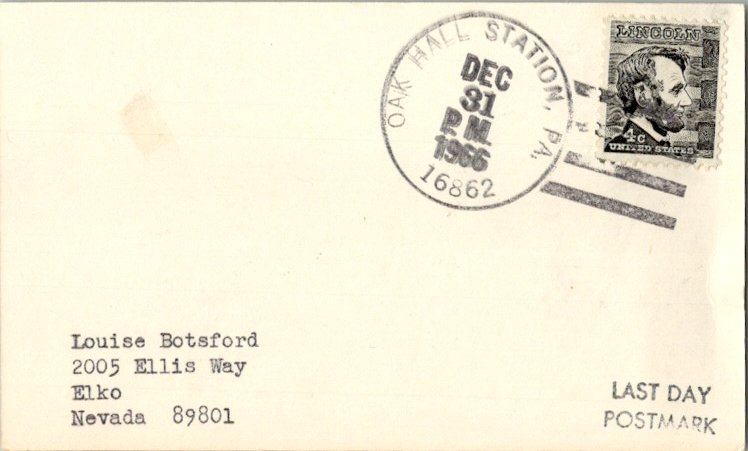 OAK HALL STATION, PA.
DEC
31
P.M.
1966
16862
LINCOLN
4c
UNITED STATES
Louise Botsford
2005 Ellis Way
Elko
Nevada 89801
LAST DAY
POSTMARK